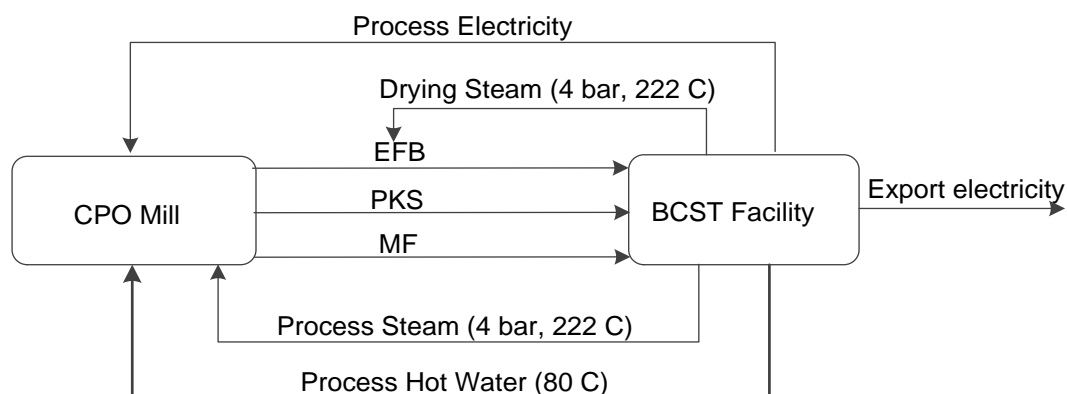 Process Electricity
Drying Steam (4 bar, 222 C)
EFB
CPO Mill
PKS
BCST Facility
Export electricity
MF
Process Steam (4 bar, 222 C)
Process Hot Water (80 C)